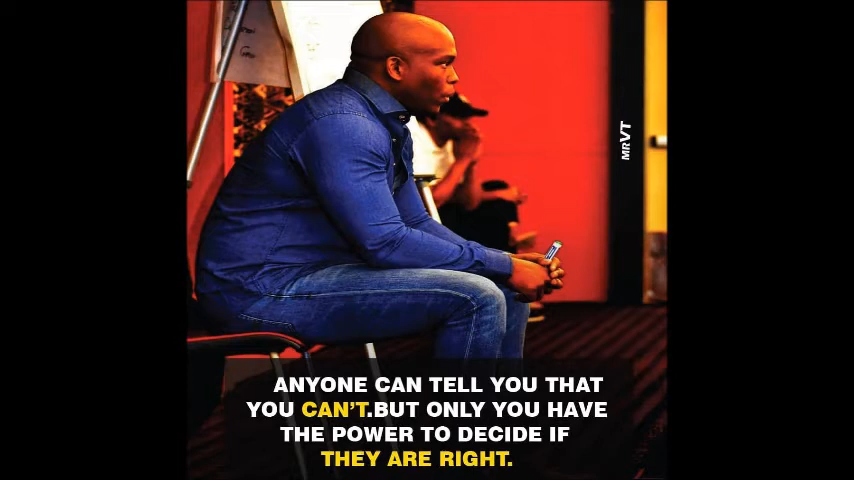 MRVT
ANYONE CAN TELL YOU THAT
YOU CAN'T.BUT ONLY YOU HAVE
THE POWER TO DECIDE IF
THEY ARE RIGHT.